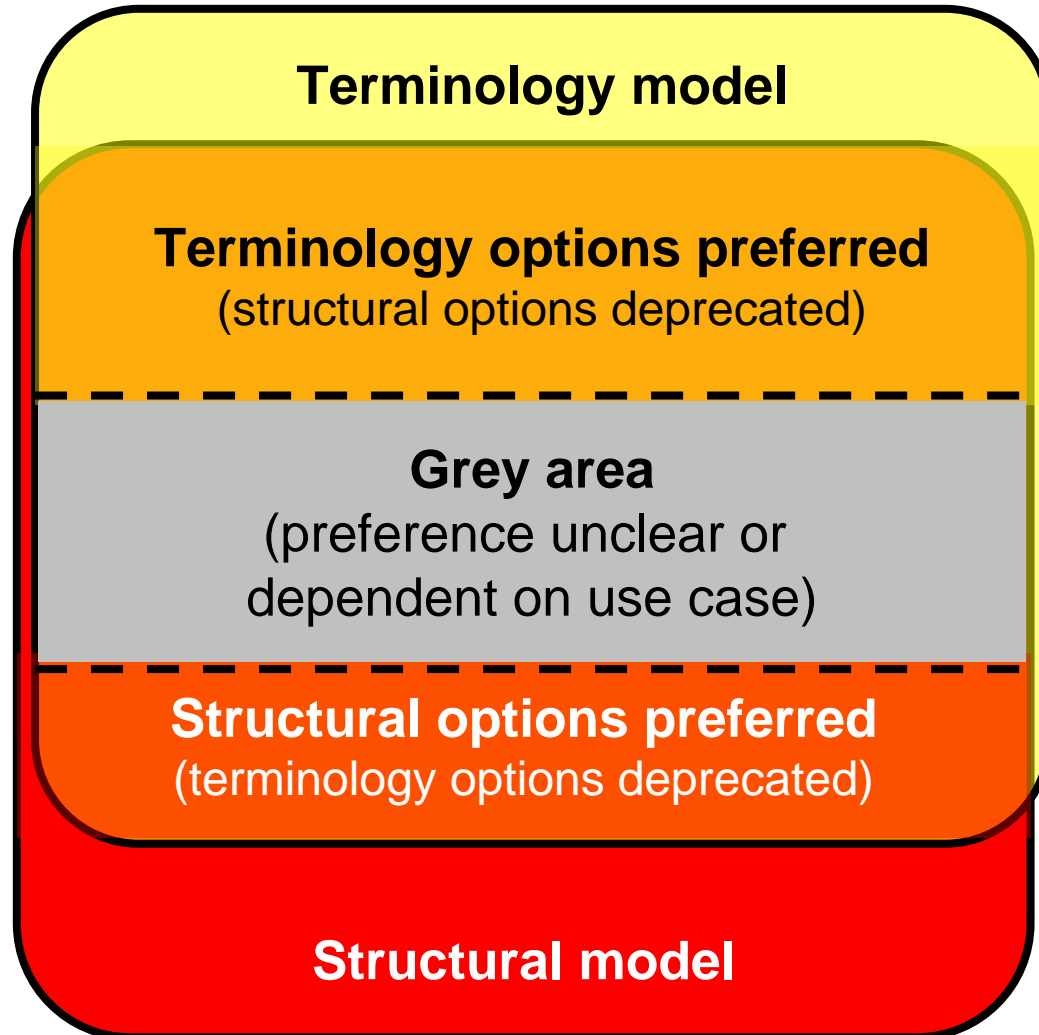 Terminology model
Terminology options preferred
(structural options deprecated)
Grey area
(preference unclear or
dependent on use case)
Structural options preferred
(terminology options deprecated)
Structural model